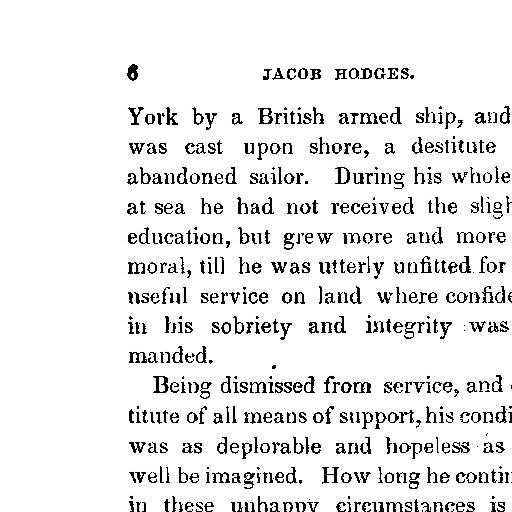 6 JACOB HODGES.
York by a British armed ship, and
was cast upon shore, a destitute
abandoned sailor. During his whole
at sea he had not received the sligh
education, but grew more and more
moral, till he was utterly unfitted for
useful service on land where confide
in his sobriety and integrity was
manded.
Being dismissed from service, and
titute of all means of support, his condi
was as deplorable and hopeless as
well be imagined. How long he contin
in these unhappy circumstances is